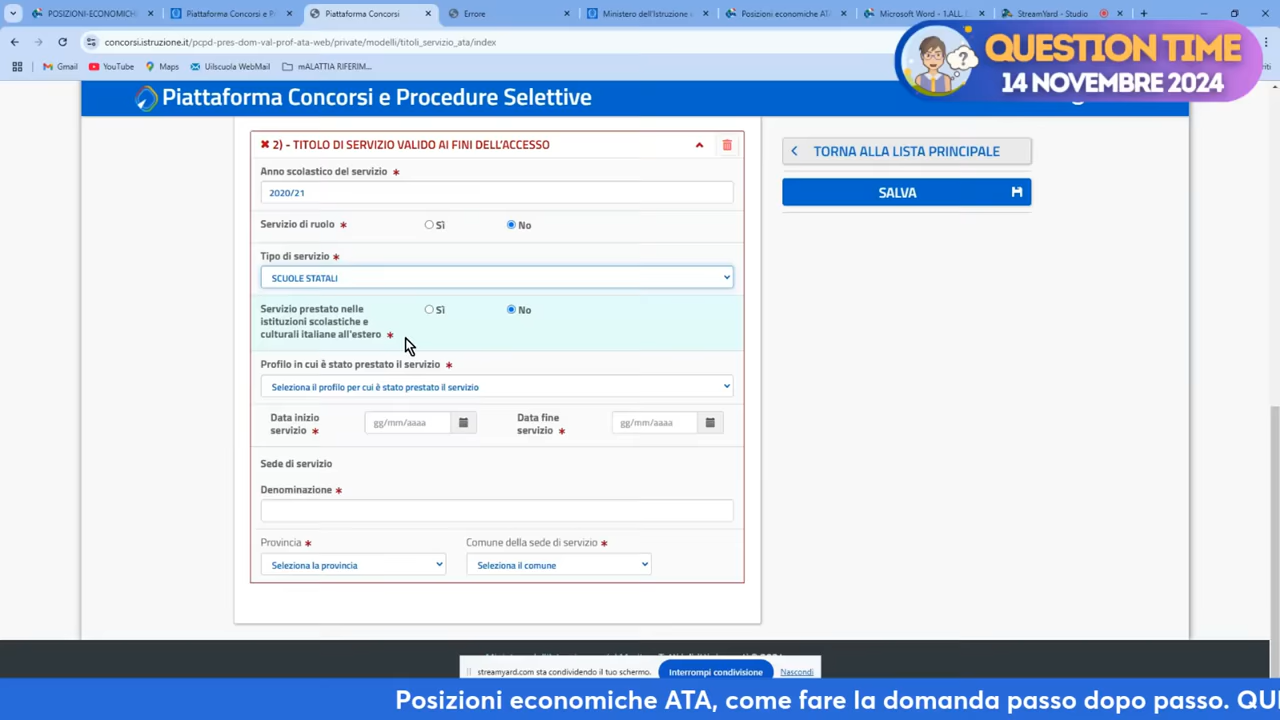 POSIZIONI-ECONOMICHE
Piattaforma Concorsi e P
Piattaforma Concorsi
Errore
Ministero dell'Istruzione
Posizioni economiche ATA
Microsoft Word - 1.ALL.
StreamYard - Studio
concorsi.istruzione.it/pcpd-pres-dom-val-prof-ata-web/private/modelli/titoli_servizio_ata/index
Gmail
YouTube
Maps
Uilscuola WebMail
mALATTIA RIFERIM...
QUESTION TIME
14 NOVEMBRE 2024
Piattaforma Concorsi e Procedure Selettive
2) - TITOLO DI SERVIZIO VALIDO AI FINI DELL'ACCESSO
Anno scolastico del servizio *
2020/21
Servizio di ruolo *
Sì
No
Tipo di servizio *
SCUOLE STATALI
Servizio prestato nelle
istituzioni scolastiche e
culturali italiane all'estero *
Sì
No
Profilo in cui è stato prestato il servizio *
Seleziona il profilo per cui è stato prestato il servizio
Data inizio
servizio *
gg/mm/aaaa
Data fine
servizio *
gg/mm/aaaa
Sede di servizio
Denominazione *
Provincia *
Seleziona la provincia
Comune della sede di servizio *
Seleziona il comune
TORNA ALLA LISTA PRINCIPALE
SALVA
streamyard.com sta condividendo il tuo schermo.
Interrompi condivisione
Nascondi
Posizioni economiche ATA, come fare la domanda passo dopo passo. QU